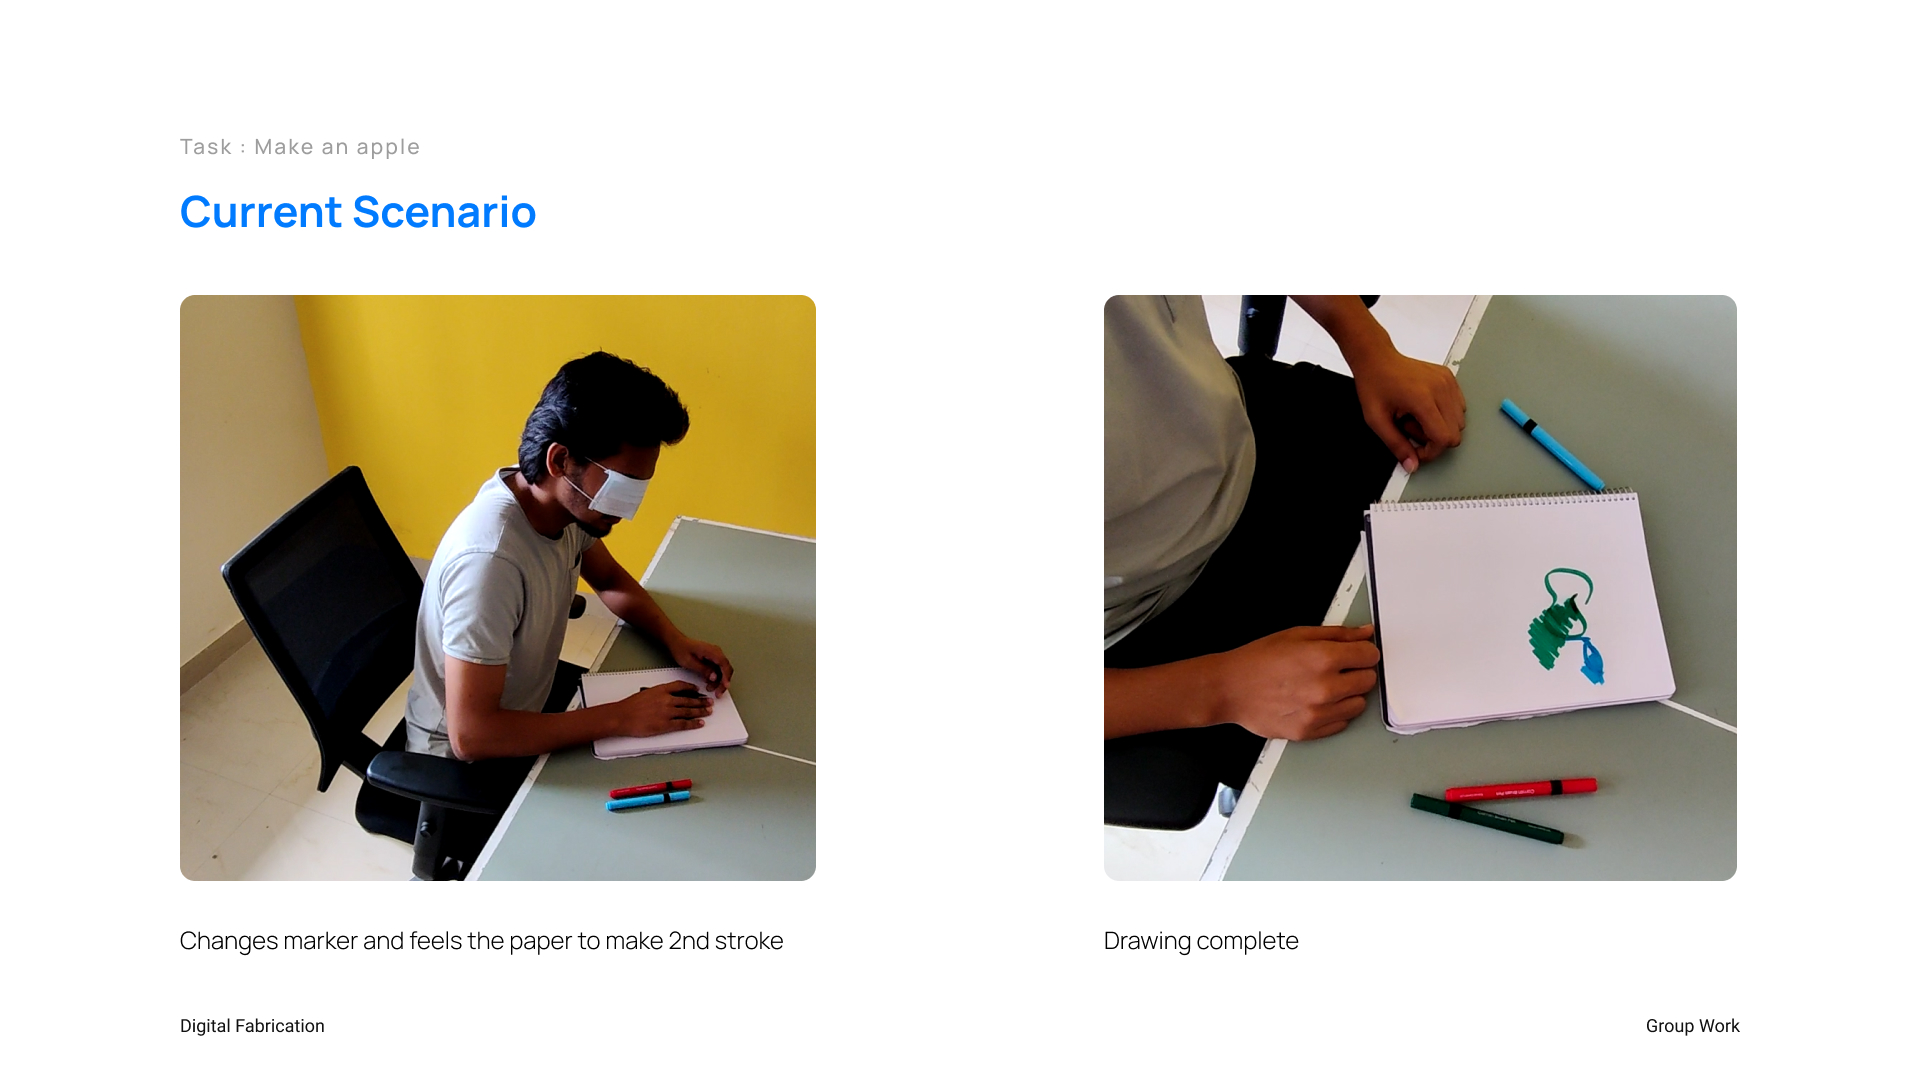 Task : Make an apple
Current Scenario
Changes marker and feels the paper to make 2nd stroke
Drawing complete
Digital Fabrication
Group Work